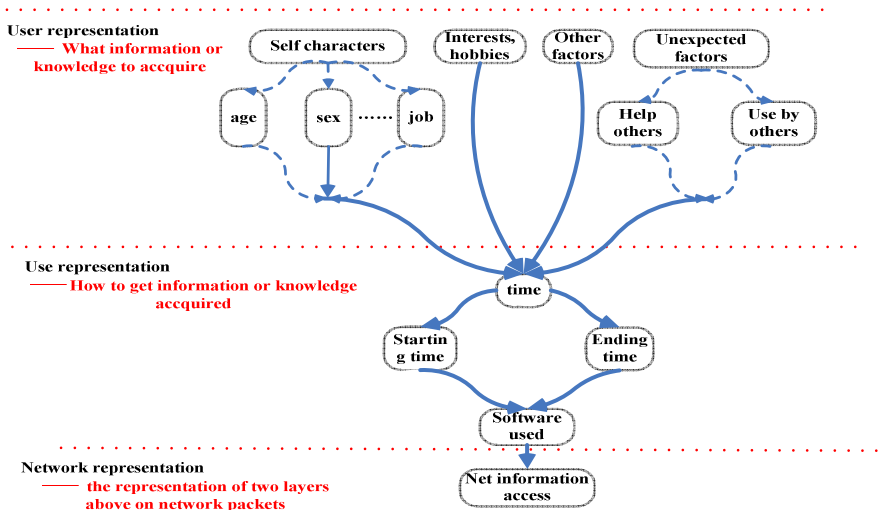 User representation
What information or
knowledge to accquire
Self characters
Interests,
hobbies
Other
factors
Unexpected
factors
age
sex
······
job
Help
others
Use by
others
Use representation
How to get information or knowledge
accquired
time
Startin
g time
Ending
time
Software
used
Network representation
the representation of two layers
above on network packets
Net information
access